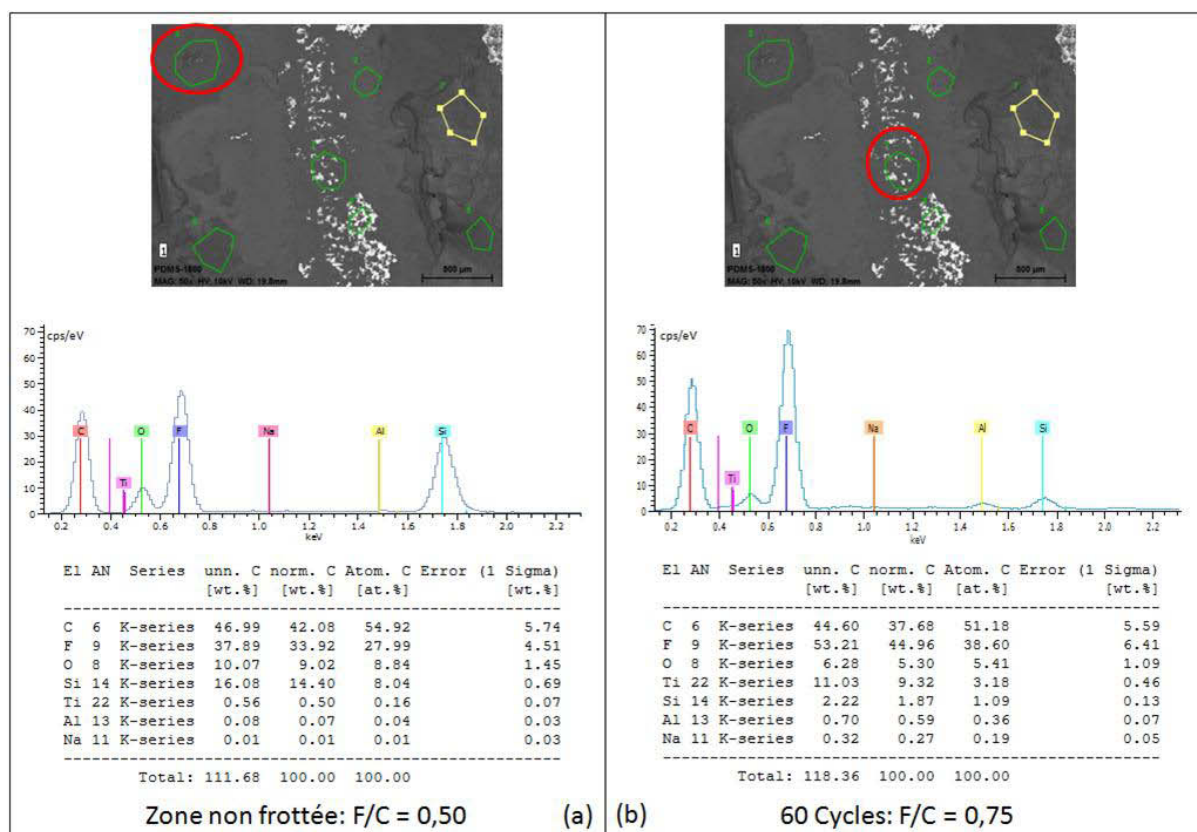 1
PDMS-1800
MAG: 50x HV: 10kV WD: 19.8mm
800 µm
cps/eV
70
60
50
40
30
20
10
0
C
Ti
O
F
Na
Al
Si
0.2 0.4 0.6 0.8 1.0 1.2 1.4 1.6 1.8 2.0 2.2
keV
El AN Series unn. C norm. C Atom. C Error (1 Sigma)
[wt.%] [wt.%] [at.%] [wt.%]
C 6 K-series 46.99 42.08 54.92 5.74
F 9 K-series 37.89 33.92 27.99 4.51
O 8 K-series 10.07 9.02 8.84 1.45
Si 14 K-series 16.08 14.40 8.04 0.69
Ti 22 K-series 0.56 0.50 0.16 0.07
Al 13 K-series 0.08 0.07 0.04 0.03
Na 11 K-series 0.01 0.01 0.01 0.03
Total: 111.68 100.00 100.00
Zone non frottée: F/C = 0,50 (a)
1
PDMS-1800
MAG: 50x HV: 10kV WD: 19.8mm
800 µm
cps/eV
70
60
50
40
30
20
10
0
C
Ti
O
F
Na
Al
Si
0.2 0.4 0.6 0.8 1.0 1.2 1.4 1.6 1.8 2.0 2.2
keV
El AN Series unn. C norm. C Atom. C Error (1 Sigma)
[wt.%] [wt.%] [at.%] [wt.%]
C 6 K-series 44.60 37.68 51.18 5.59
F 9 K-series 53.21 44.96 38.60 6.41
O 8 K-series 6.28 5.30 5.41 1.09
Ti 22 K-series 11.03 9.32 3.18 0.46
Si 14 K-series 2.22 1.87 1.09 0.13
Al 13 K-series 0.70 0.59 0.36 0.07
Na 11 K-series 0.32 0.27 0.19 0.05
Total: 118.36 100.00 100.00
(b) 60 Cycles: F/C = 0,75